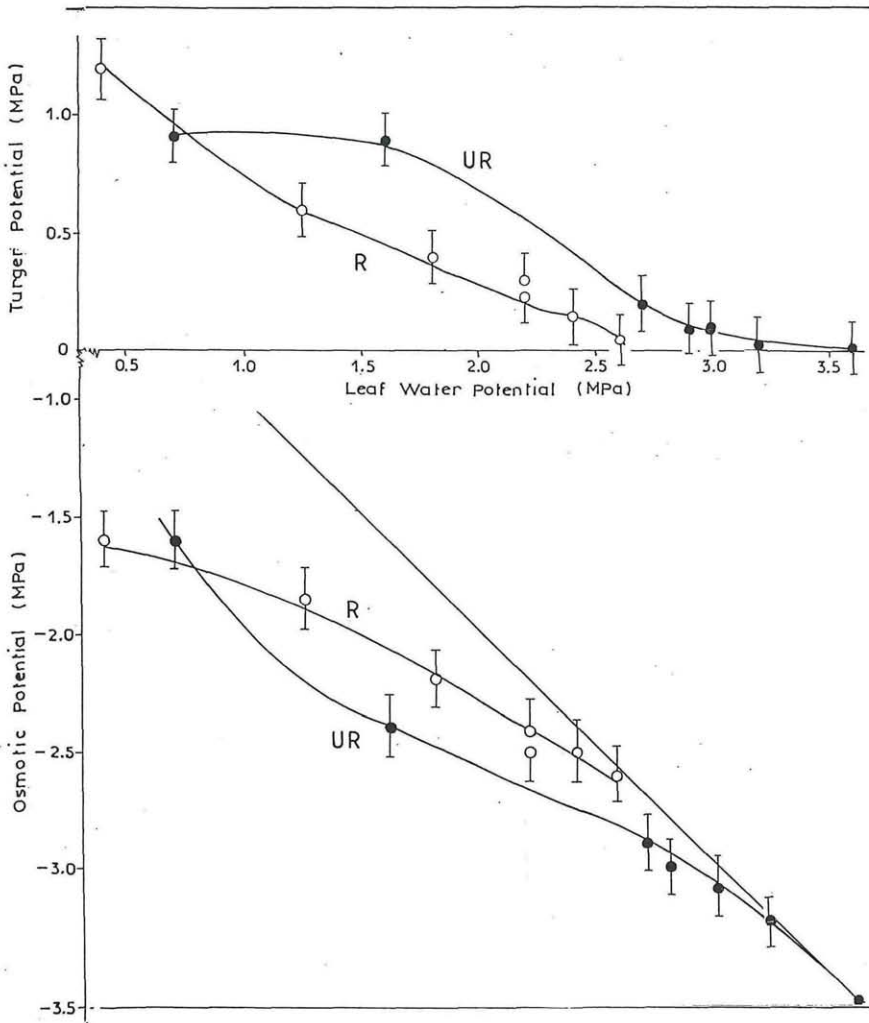 Turger Potential (MPa)
1.0
0.5
0
UR
R
0.5 1.0 1.5 2.0 2.5 3.0 3.5
Leaf Water Potential (MPa)
Osmotic Potential (MPa)
-1.0
-1.5
-2.0
-2.5
-3.0
-3.5
R
UR